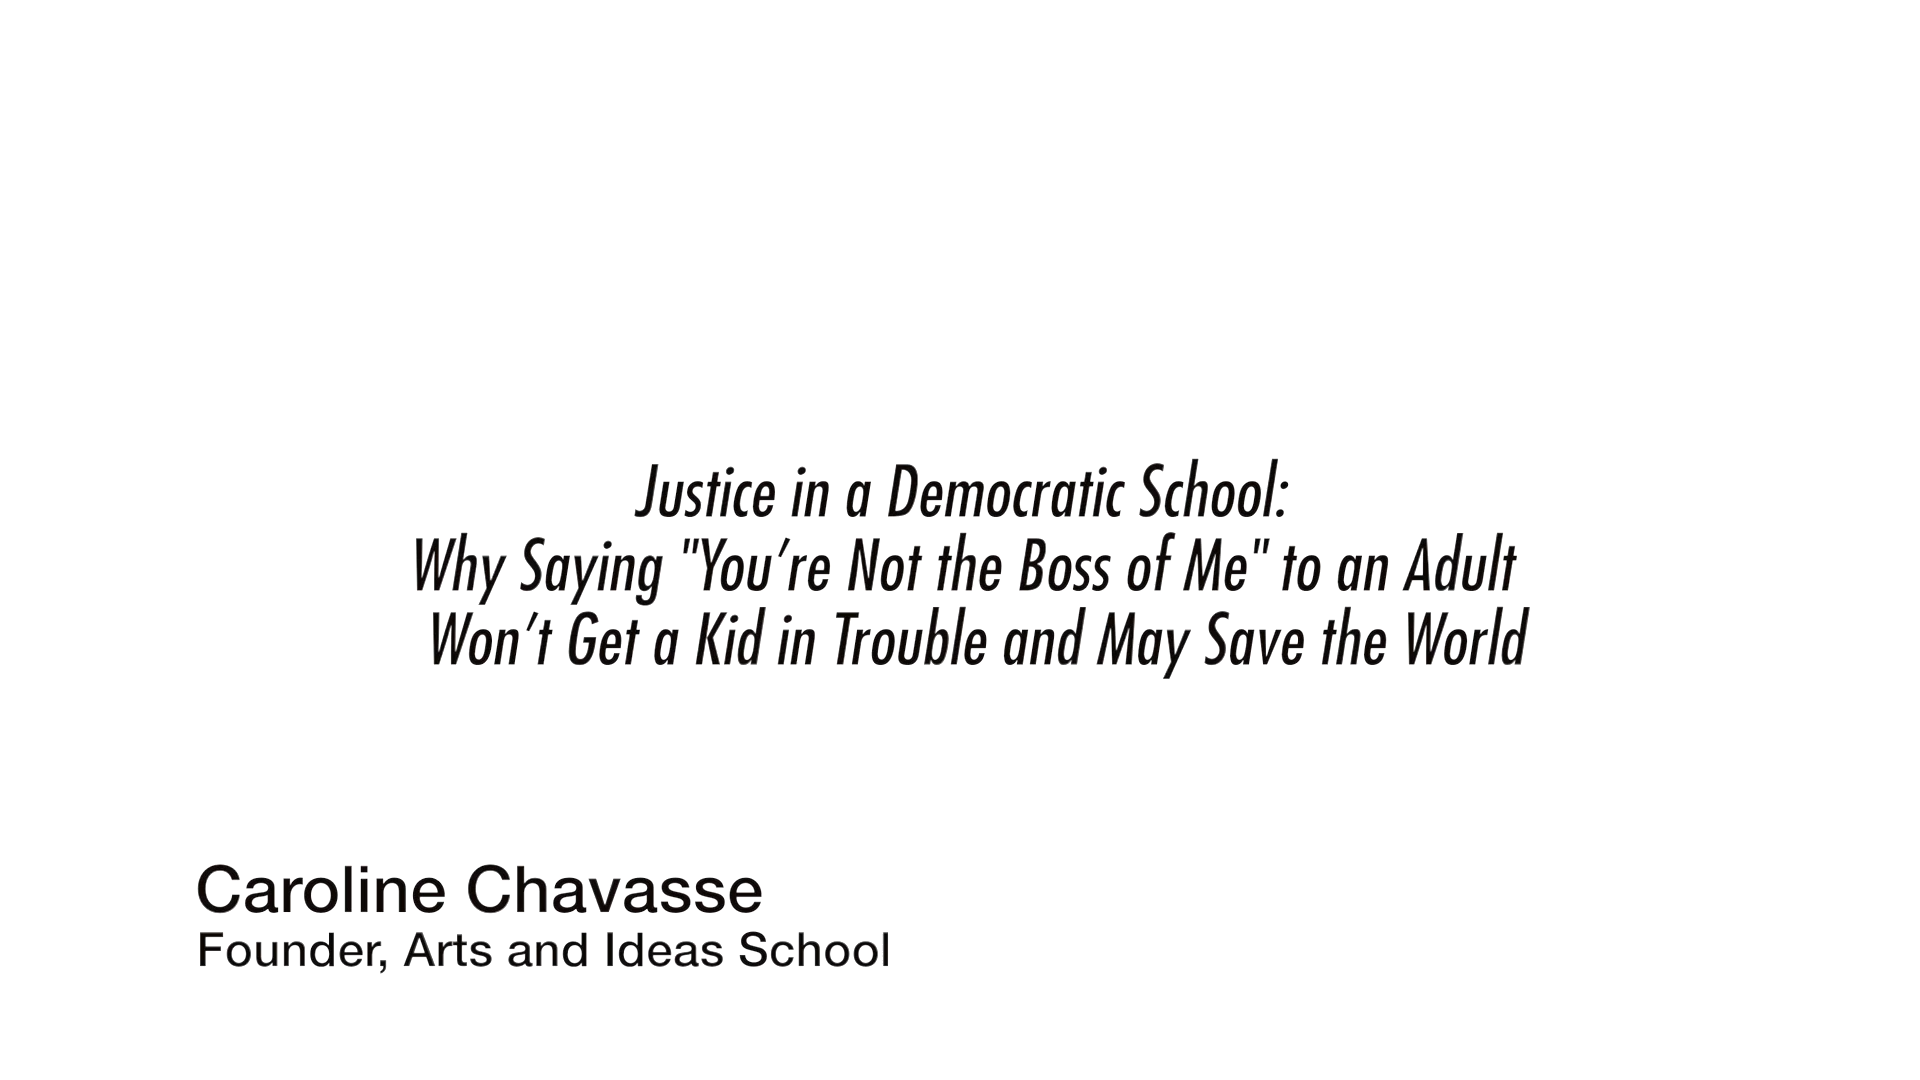 Justice in a Democratic School:
Why Saying "You’re Not the Boss of Me" to an Adult
Won’t Get a Kid in Trouble and May Save the World
Caroline Chavasse
Founder, Arts and Ideas School